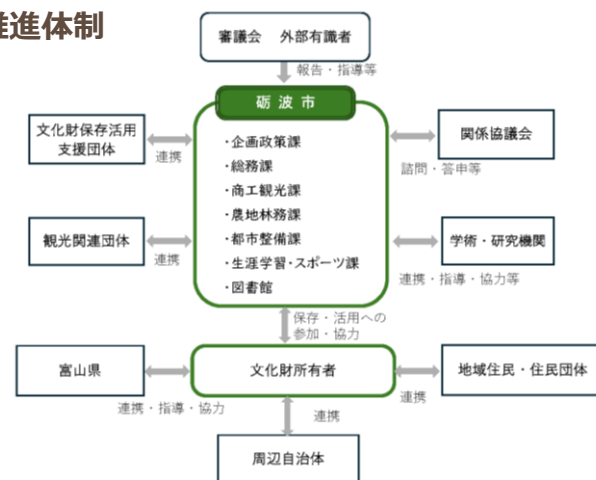 推進体制
審議会　外部有識者
報告・指導等
砺波市
・企画政策課
・総務課
・商工観光課
・農地林務課
・都市整備課
・生涯学習・スポーツ課
・図書館
文化財保存活用
支援団体
連携
関係協議会
諮問・答申等
観光関連団体
連携
学術・研究機関
連携・指導・協力等
保存・活用への
参加・協力
富山県
連携・指導・協力
文化財所有者
地域住民・住民団体
連携
連携
周辺自治体